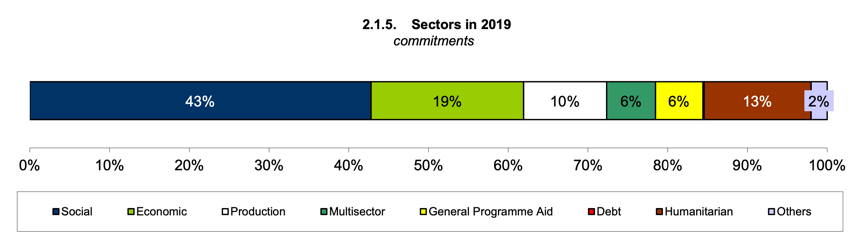 2.1.5. Sectors in 2019
commitments
43% 19% 10% 6% 6% 13% 2%
0% 10% 20% 30% 40% 50% 60% 70% 80% 90% 100%
Social Economic Production Multisector General Programme Aid Debt Humanitarian Others